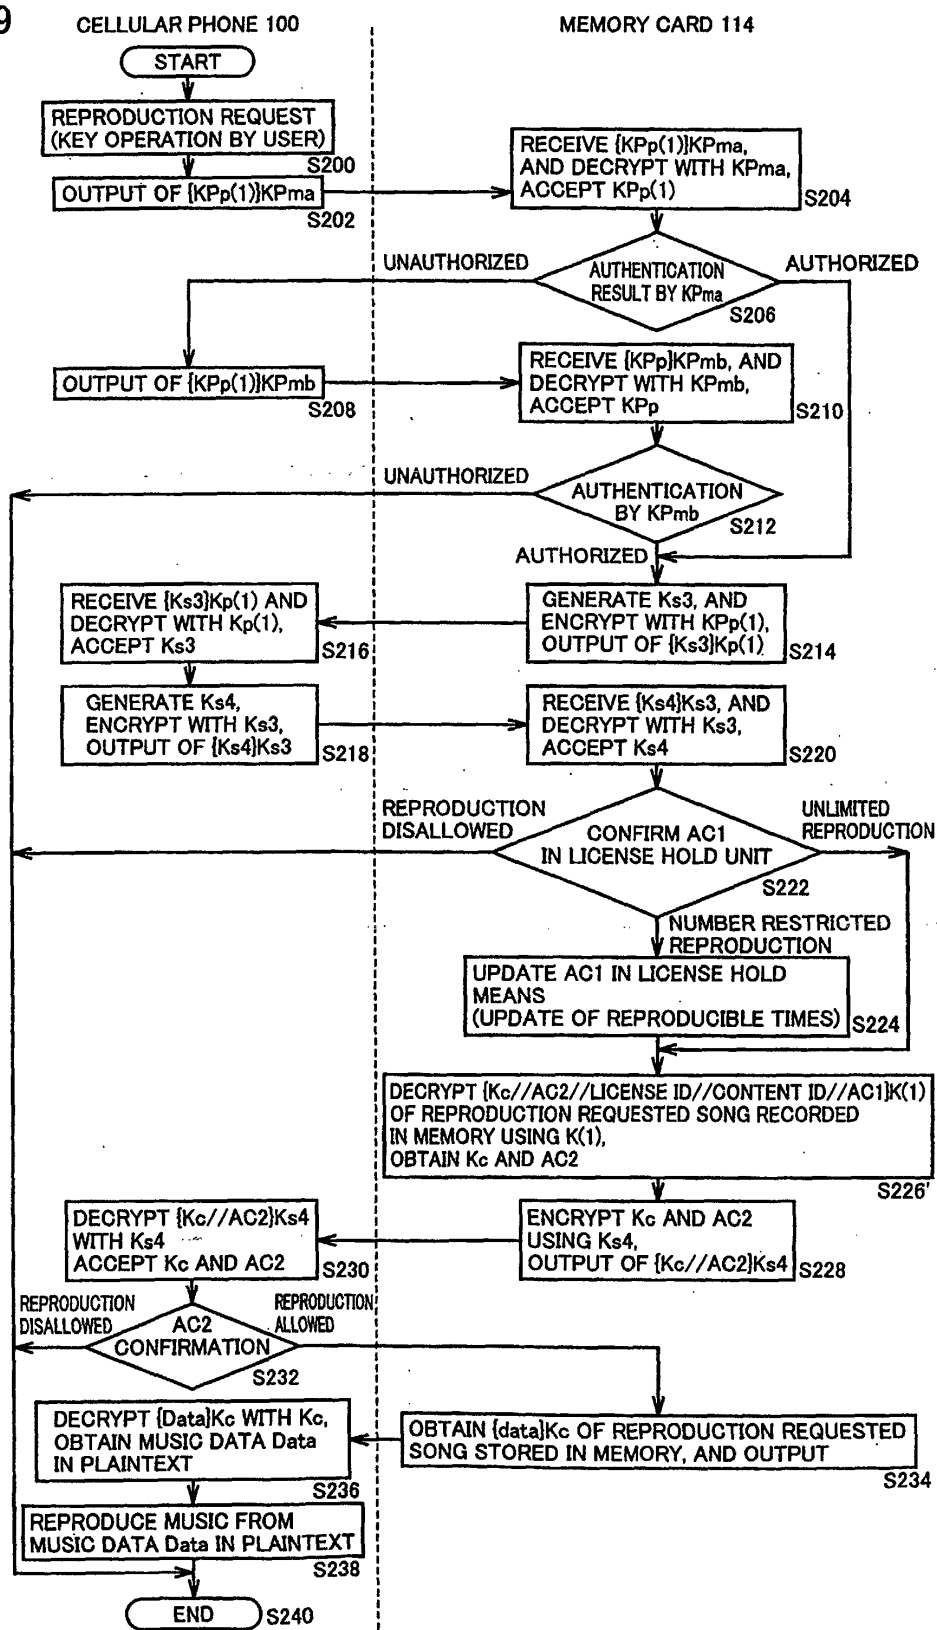 9
CELLULAR PHONE 100
MEMORY CARD 114
START
REPRODUCTION REQUEST
(KEY OPERATION BY USER)
S200
OUTPUT OF {KPp(1)}KPma
S202
RECEIVE {KPp(1)}KPma,
AND DECRYPT WITH KPma,
ACCEPT KPp(1)
S204
UNAUTHORIZED
AUTHENTICATION
RESULT BY KPma
AUTHORIZED
S206
OUTPUT OF {KPp(1)}KPmb
S208
RECEIVE {KPp}KPmb, AND
DECRYPT WITH KPmb,
ACCEPT KPp
S210
UNAUTHORIZED
AUTHENTICATION
BY KPmb
S212
AUTHORIZED
RECEIVE {Ks3}Kp(1) AND
DECRYPT WITH Kp(1),
ACCEPT Ks3
S216
GENERATE Ks3, AND
ENCRYPT WITH KPp(1),
OUTPUT OF {Ks3}Kp(1)
S214
GENERATE Ks4,
ENCRYPT WITH Ks3,
OUTPUT OF {Ks4}Ks3
S218
RECEIVE {Ks4}Ks3, AND
DECRYPT WITH Ks3,
ACCEPT Ks4
S220
REPRODUCTION
DISALLOWED
CONFIRM AC1
IN LICENSE HOLD UNIT
UNLIMITED
REPRODUCTION
S222
NUMBER RESTRICTED
REPRODUCTION
UPDATE AC1 IN LICENSE HOLD
MEANS
(UPDATE OF REPRODUCIBLE TIMES)
S224
DECRYPT {Kc//AC2//LICENSE ID//CONTENT ID//AC1}K(1)
OF REPRODUCTION REQUESTED SONG RECORDED
IN MEMORY USING K(1),
OBTAIN Kc AND AC2
S226'
DECRYPT {Kc//AC2}Ks4
WITH Ks4
ACCEPT Kc AND AC2
S230
ENCRYPT Kc AND AC2
USING Ks4,
OUTPUT OF {Kc//AC2}Ks4
S228
REPRODUCTION
DISALLOWED
AC2
CONFIRMATION
REPRODUCTION
ALLOWED
S232
DECRYPT {Data}Kc WITH Kc,
OBTAIN MUSIC DATA Data
IN PLAINTEXT
S236
OBTAIN {data}Kc OF REPRODUCTION REQUESTED
SONG STORED IN MEMORY, AND OUTPUT
S234
REPRODUCE MUSIC FROM
MUSIC DATA Data IN PLAINTEXT
S238
END
S240